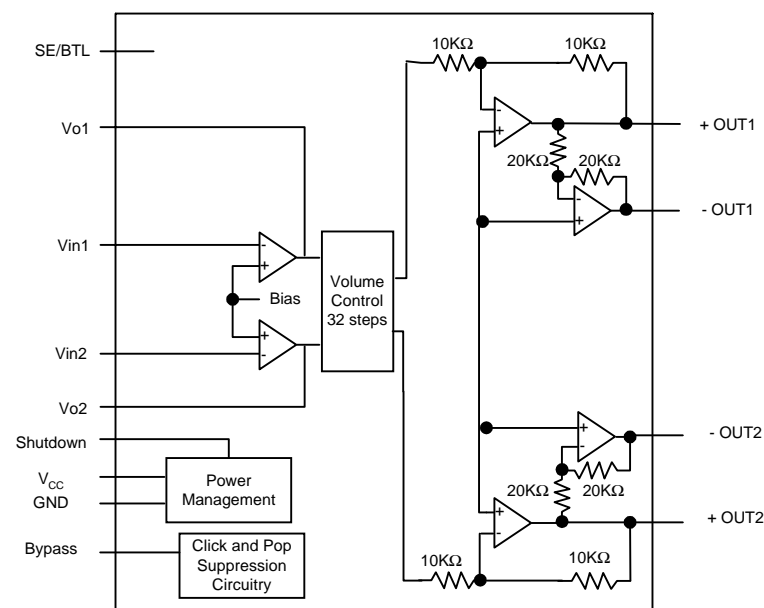 SE/BTL
10KΩ
10KΩ
Vo1
-
+
+ OUT1
20KΩ
20KΩ
-
+
- OUT1
Vin1
-
+
Volume
Control
32 steps
Bias
+
-
Vin2
Vo2
Shutdown
+
-
- OUT2
VCC
GND
Power
Management
20KΩ
20KΩ
+
-
+ OUT2
Bypass
Click and Pop
Suppression
Circuitry
10KΩ
10KΩ